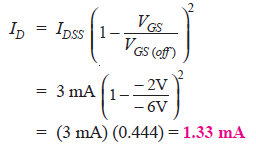 I_D = I_DSS (1 - V_GS / V_GS (off))^2
= 3 mA (1 - -2V / -6V)^2
= (3 mA) (0.444) = 1.33 mA